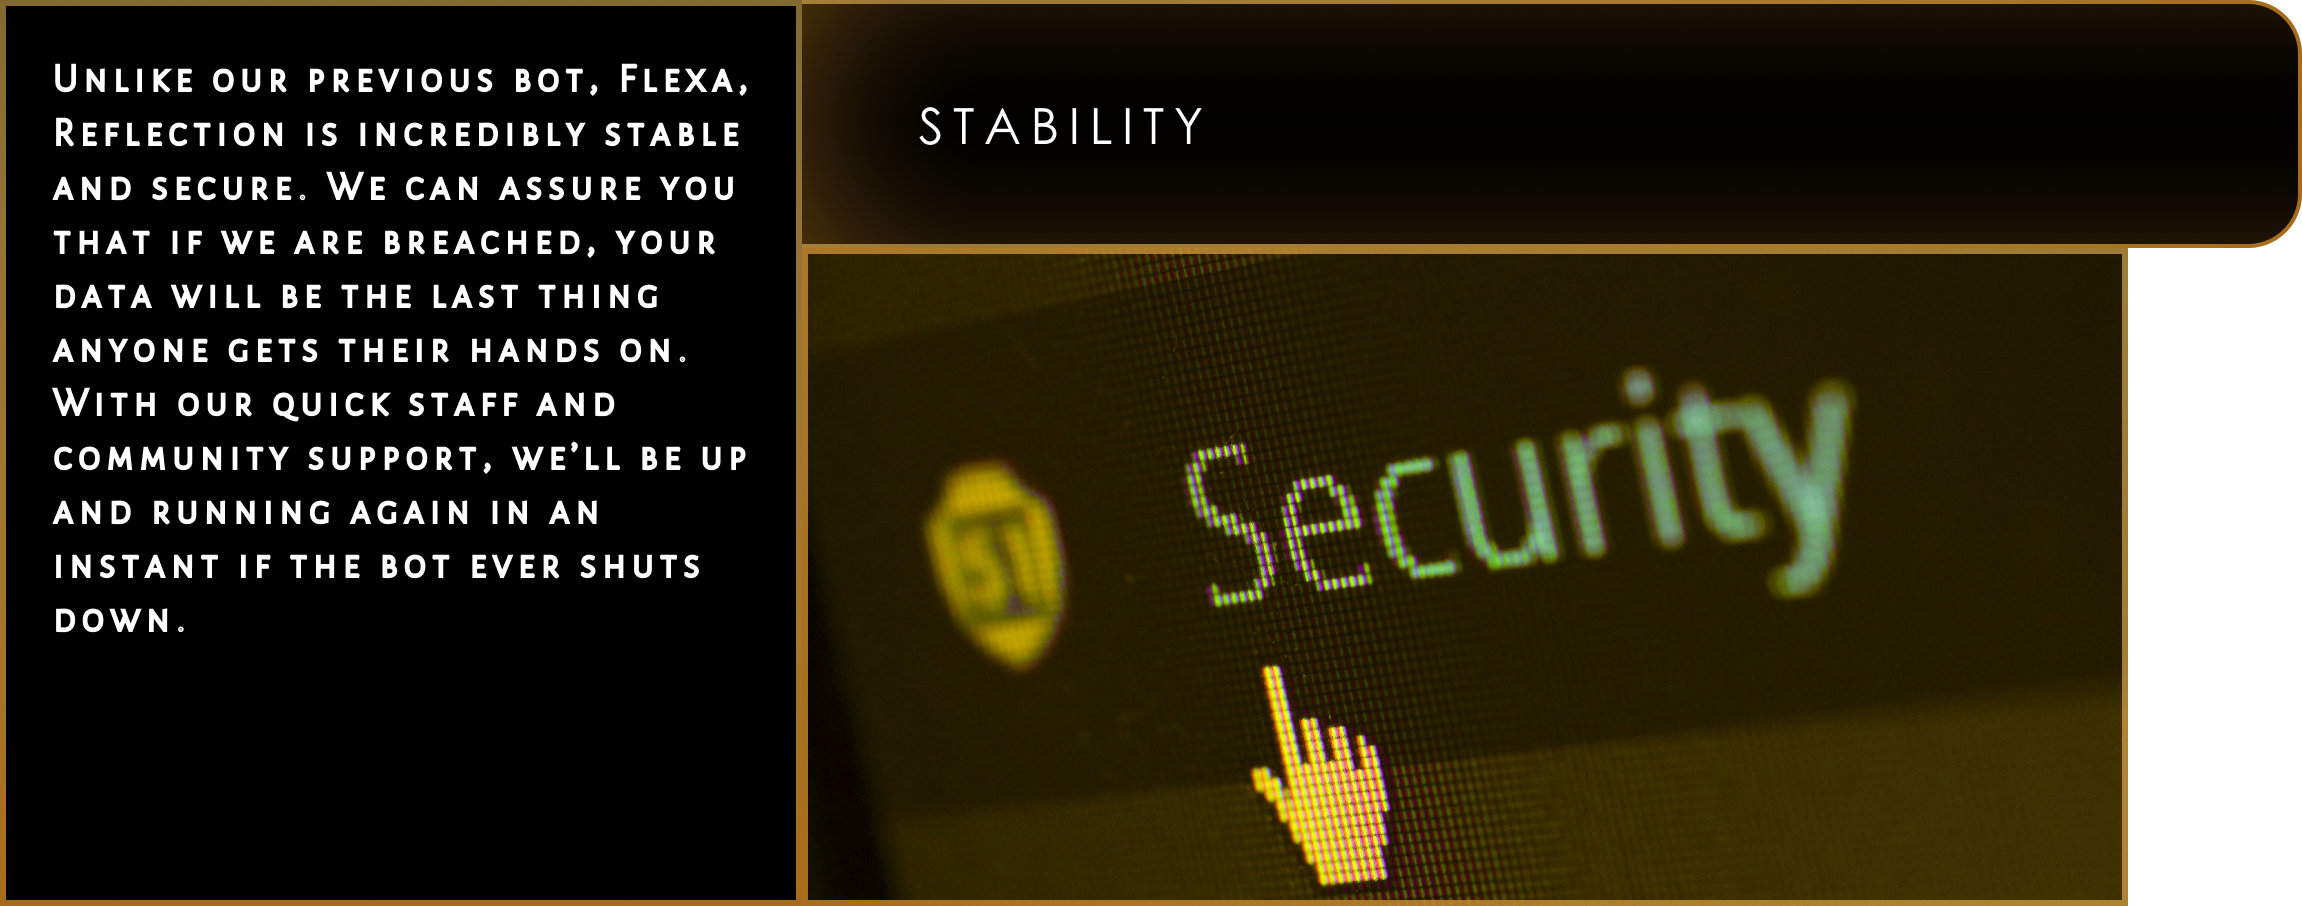 Unlike our previous bot, Flexa,
Reflection is incredibly stable
and secure. We can assure you
that if we are breached, your
data will be the last thing
anyone gets their hands on.
With our quick staff and
community support, we’ll be up
and running again in an
instant if the bot ever shuts
down.
STABILITY
Security